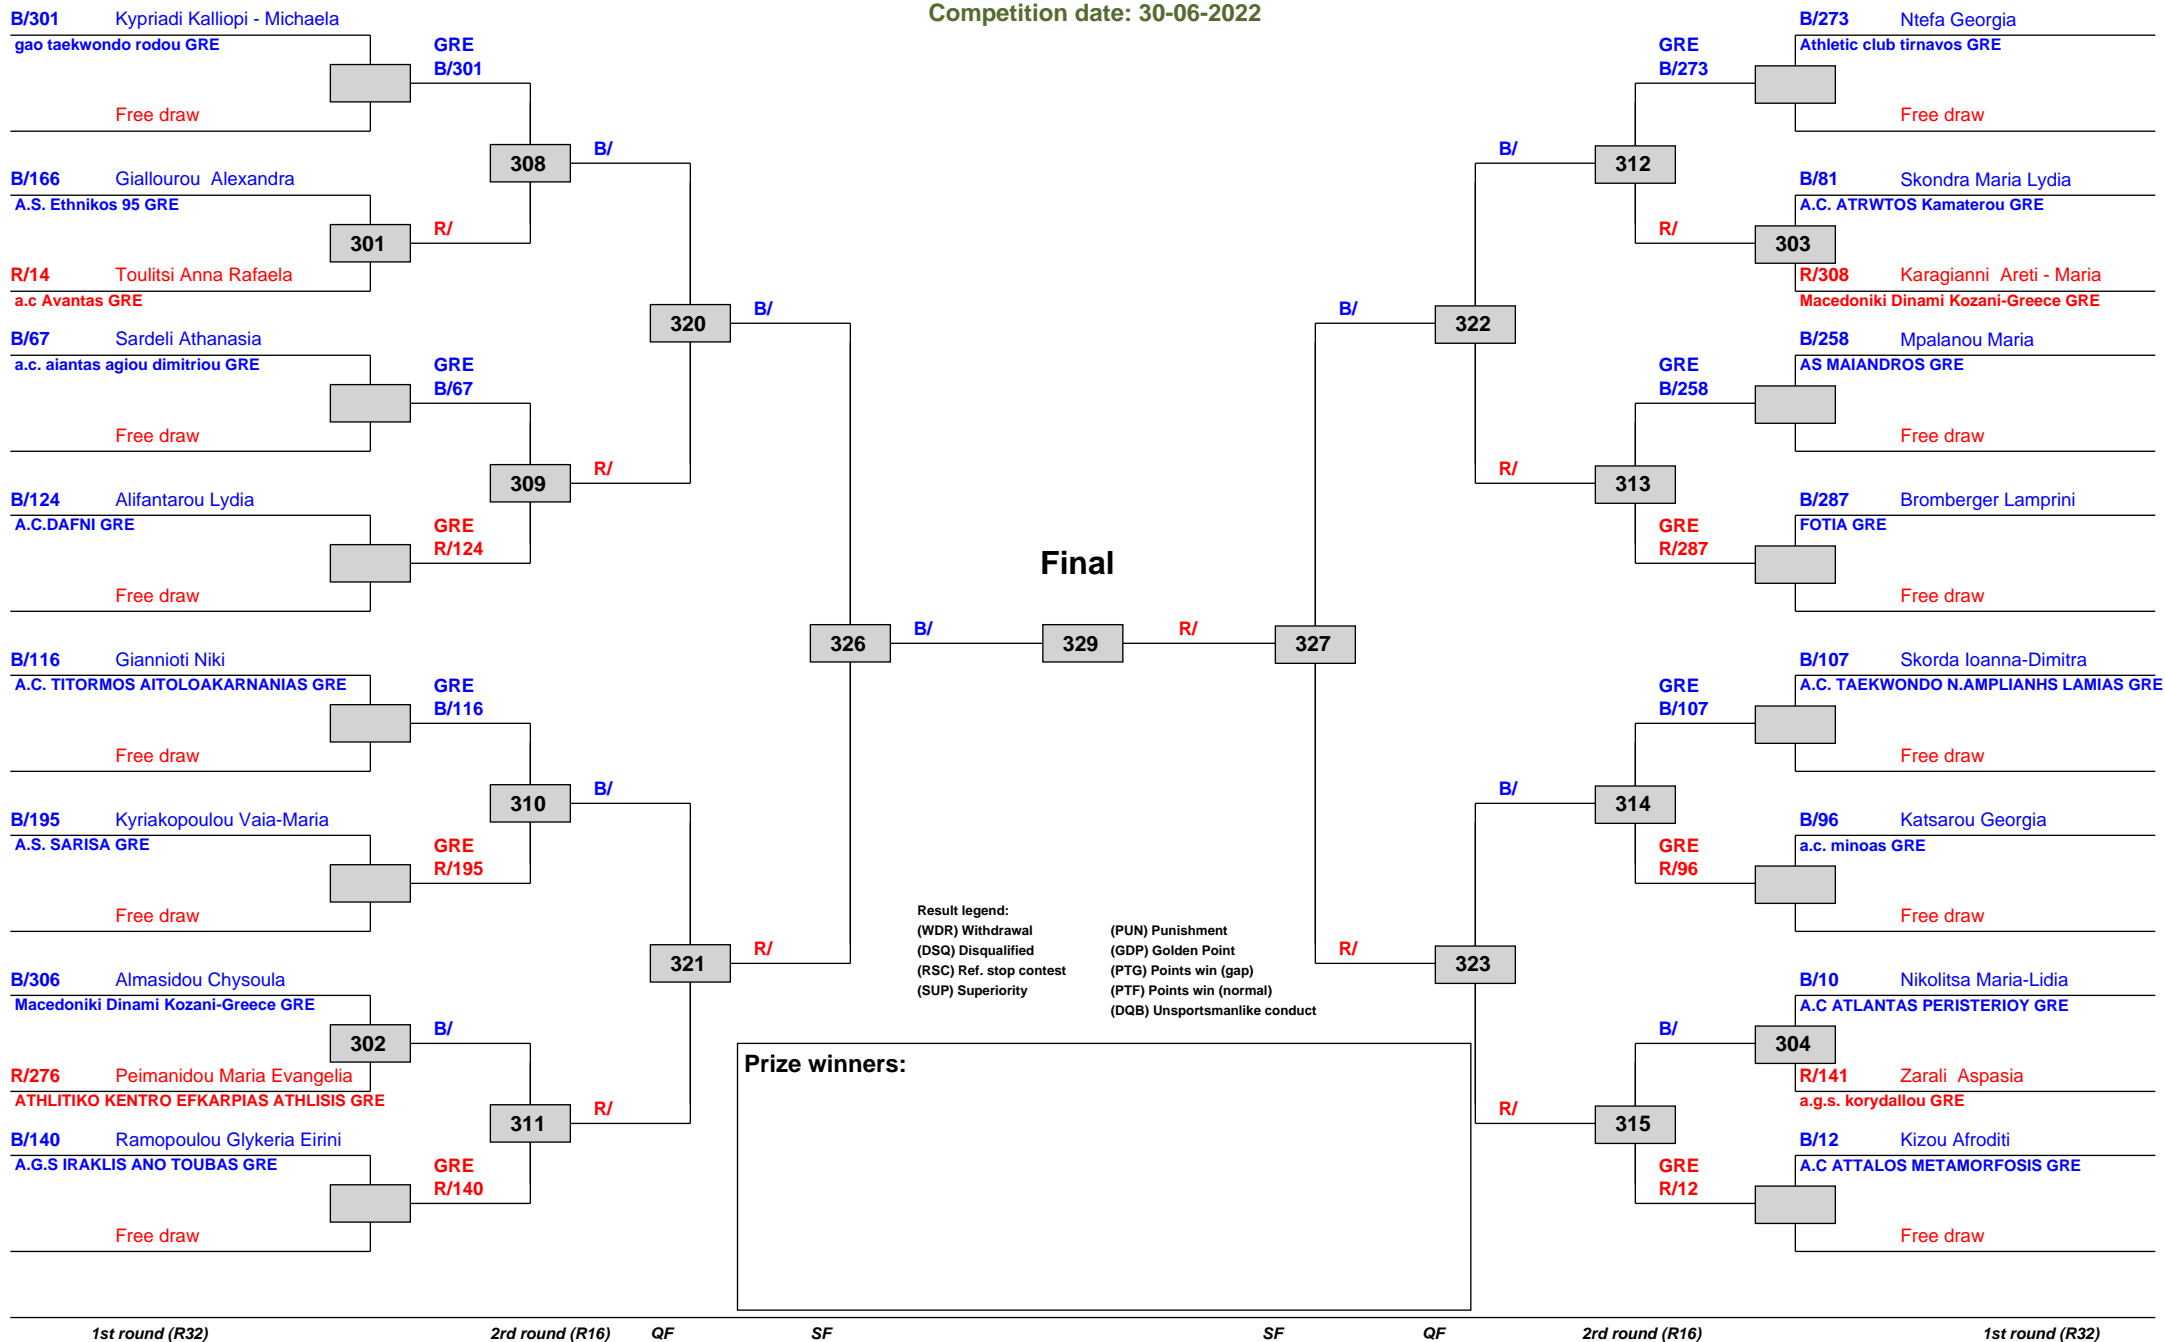 Competition date: 30-06-2022
B/301 Kypriadi Kalliopi - Michaela
gao taekwondo rodou GRE
Free draw
B/166 Giallourou Alexandra
A.S. Ethnikos 95 GRE
301
R/14 Toulitsi Anna Rafaela
a.c Avantas GRE
B/67 Sardeli Athanasia
a.c. aiantas agiou dimitriou GRE
Free draw
B/124 Alifantarou Lydia
A.C.DAFNI GRE
Free draw
B/116 Giannioti Niki
A.C. TITORMOS AITOLOAKARNANIAS GRE
Free draw
B/195 Kyriakopoulou Vaia-Maria
A.S. SARISA GRE
Free draw
B/306 Almasidou Chysoula
Macedoniki Dinami Kozani-Greece GRE
302
R/276 Peimanidou Maria Evangelia
ATHLITIKO KENTRO EFKARPIAS ATHLISIS GRE
B/140 Ramopoulou Glykeria Eirini
A.G.S IRAKLIS ANO TOUBAS GRE
Free draw
GRE
B/301
308
R/
GRE
B/67
309
GRE
R/124
GRE
B/116
310
GRE
R/195
B/
311
GRE
R/140
B/
320
R/
B/
321
R/
B/
326
R/
Final
B/
329
R/
B/
327
R/
B/
322
R/
B/
323
R/
GRE
B/273
312
R/
GRE
B/258
313
GRE
R/287
GRE
B/107
314
GRE
R/96
B/
315
GRE
R/12
B/273 Ntefa Georgia
Athletic club tirnavos GRE
Free draw
B/81 Skondra Maria Lydia
A.C. ATRWTOS Kamaterou GRE
303
R/308 Karagianni Areti - Maria
Macedoniki Dinami Kozani-Greece GRE
B/258 Mpalanou Maria
AS MAIANDROS GRE
Free draw
B/287 Bromberger Lamprini
FOTIA GRE
Free draw
B/107 Skorda Ioanna-Dimitra
A.C. TAEKWONDO N.AMPLIANHS LAMIAS GRE
Free draw
B/96 Katsarou Georgia
a.c. minoas GRE
Free draw
B/10 Nikolitsa Maria-Lidia
A.C ATLANTAS PERISTERIOY GRE
304
R/141 Zarali Aspasia
a.g.s. korydallou GRE
B/12 Kizou Afroditi
A.C ATTALOS METAMORFOSIS GRE
Free draw
Result legend:
(WDR) Withdrawal (PUN) Punishment
(DSQ) Disqualified (GDP) Golden Point
(RSC) Ref. stop contest (PTG) Points win (gap)
(SUP) Superiority (PTF) Points win (normal)
(DQB) Unsportsmanlike conduct
Prize winners:
1st round (R32) 2rd round (R16) QF SF SF QF 2rd round (R16) 1st round (R32)